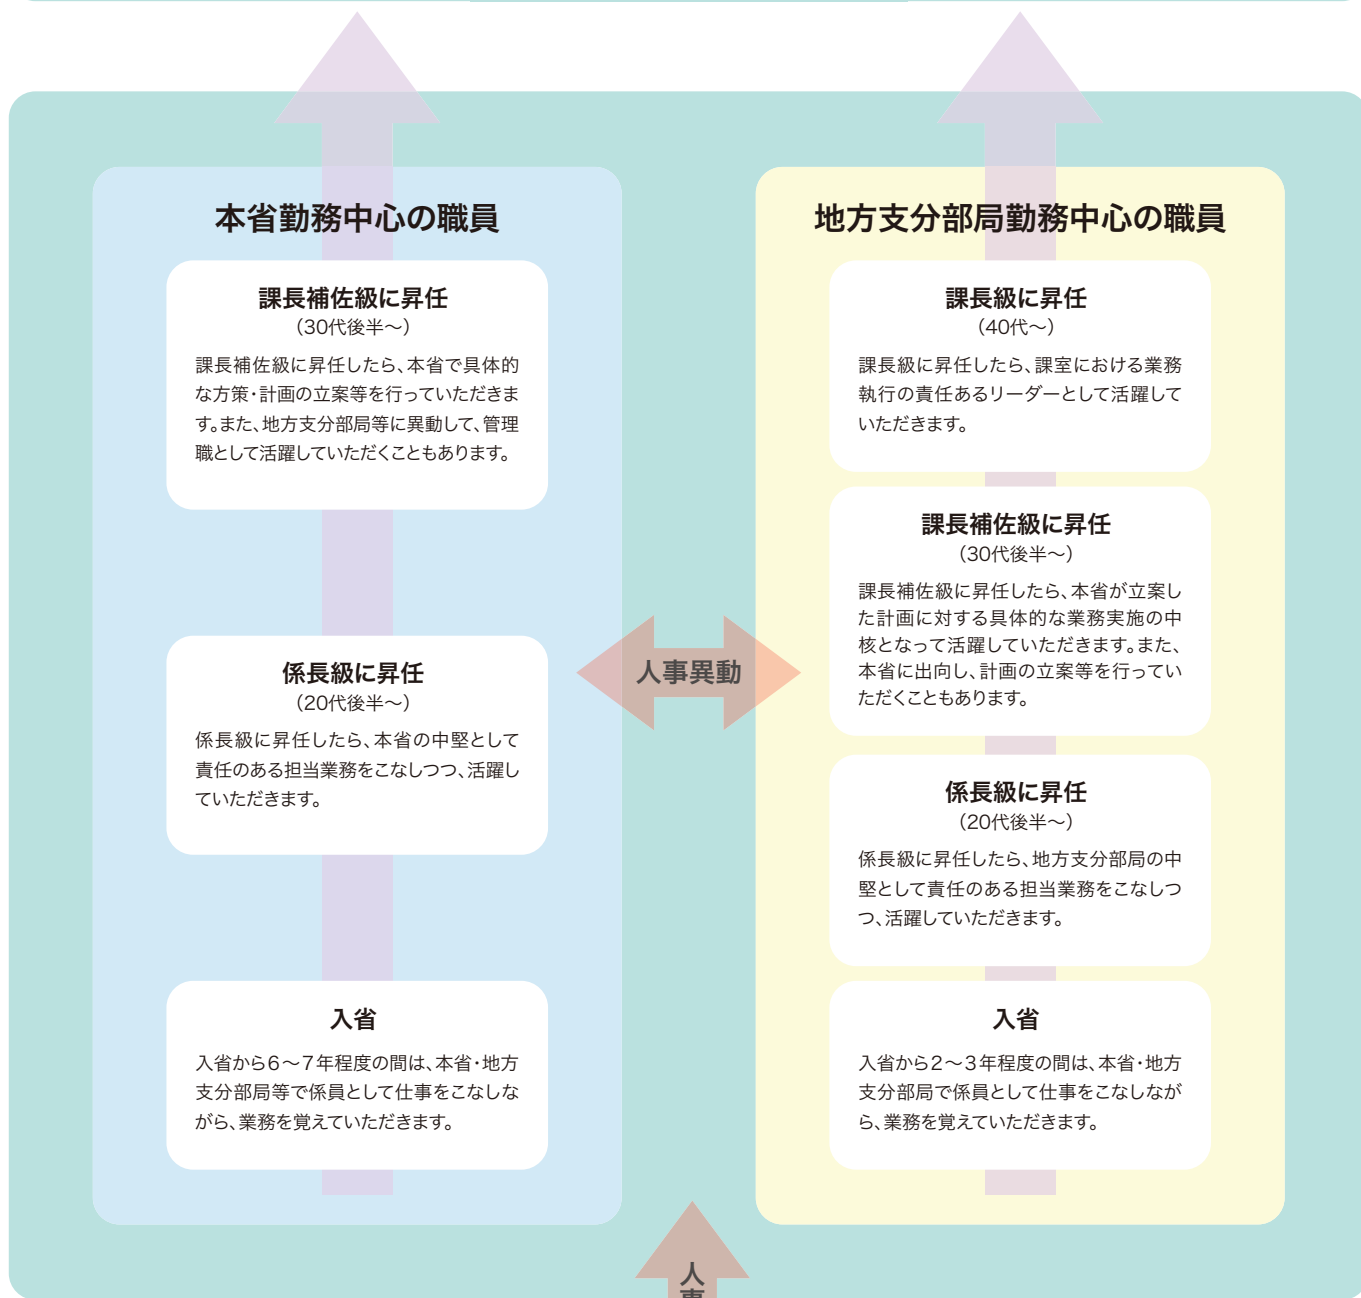 本省勤務中心の職員
課長補佐級に昇任
（30代後半～）
課長補佐級に昇任したら、本省で具体的
な方策・計画の立案等を行っていただきま
す。また、地方支分部局等に異動して、管理
職として活躍していただくこともあります。
係長級に昇任
（20代後半～）
係長級に昇任したら、本省の中堅として
責任のある担当業務をこなしつつ、活躍し
ていただきます。
入省
入省から6～7年程度の間は、本省・地方
支分部局等で係員として仕事をこなしな
がら、業務を覚えていただきます。
人事異動
地方支分部局勤務中心の職員
課長級に昇任
（40代～）
課長級に昇任したら、課室における業務
執行の責任あるリーダーとして活躍して
いただきます。
課長補佐級に昇任
（30代後半～）
課長補佐級に昇任したら、本省が立案し
た計画に対する具体的な業務実施の中
核となって活躍していただきます。また、
本省に出向し、計画の立案等を行ってい
ただくこともあります。
係長級に昇任
（20代後半～）
係長級に昇任したら、地方支分部局の中
堅として責任のある担当業務をこなしつ
つ、活躍していただきます。
入省
入省から2～3年程度の間は、本省・地方
支分部局で係員として仕事をこなしなが
ら、業務を覚えていただきます。
人事